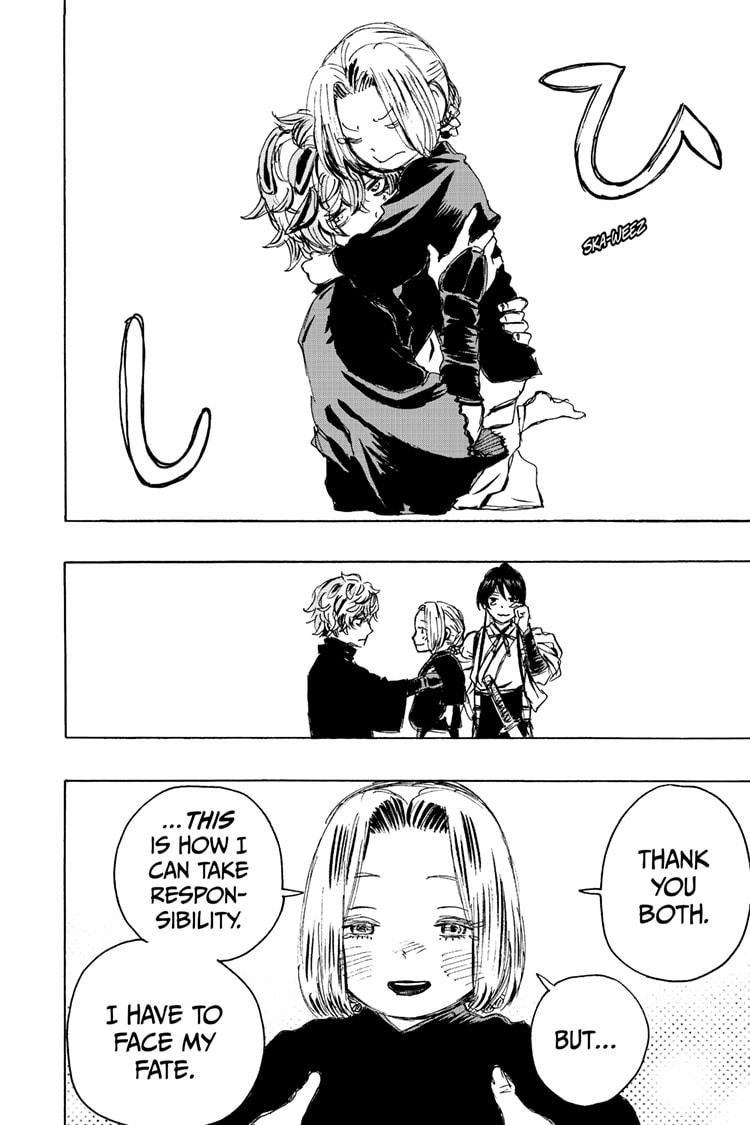 ひ
SKA-WEEZ
し
THANK
YOU
BOTH.
BUT...
...THIS
IS HOW I
CAN TAKE
RESPON-
SIBILITY.
I HAVE TO
FACE MY
FATE.